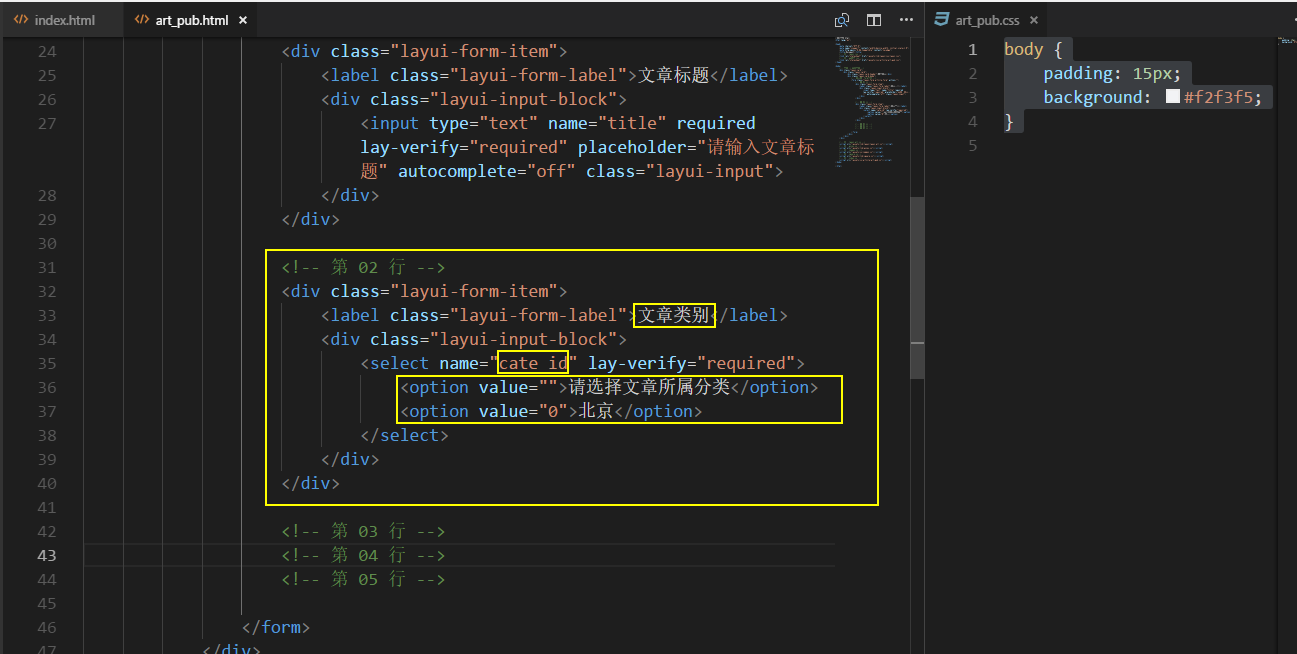 index.html
art_pub.html
24 <div class="layui-form-item">
25 <label class="layui-form-label">文章标题</label>
26 <div class="layui-input-block">
27 <input type="text" name="title" required
lay-verify="required" placeholder="请输入文章标
题" autocomplete="off" class="layui-input">
28 </div>
29 </div>
30
31 <!-- 第 02 行 -->
32 <div class="layui-form-item">
33 <label class="layui-form-label">文章类别</label>
34 <div class="layui-input-block">
35 <select name="cate_id" lay-verify="required">
36 <option value="">请选择文章所属分类</option>
37 <option value="0">北京</option>
38 </select>
39 </div>
40 </div>
41
42 <!-- 第 03 行 -->
43 <!-- 第 04 行 -->
44 <!-- 第 05 行 -->
45
46 </form>
47 </div>
art_pub.css
1 body {
2 padding: 15px;
3 background: #f2f3f5;
4 }
5